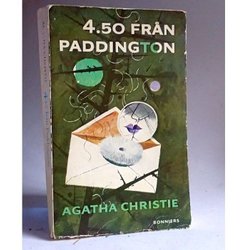 4.50 FRÅN
PADDINGTON
AGATHA CHRISTIE
BONNIERS